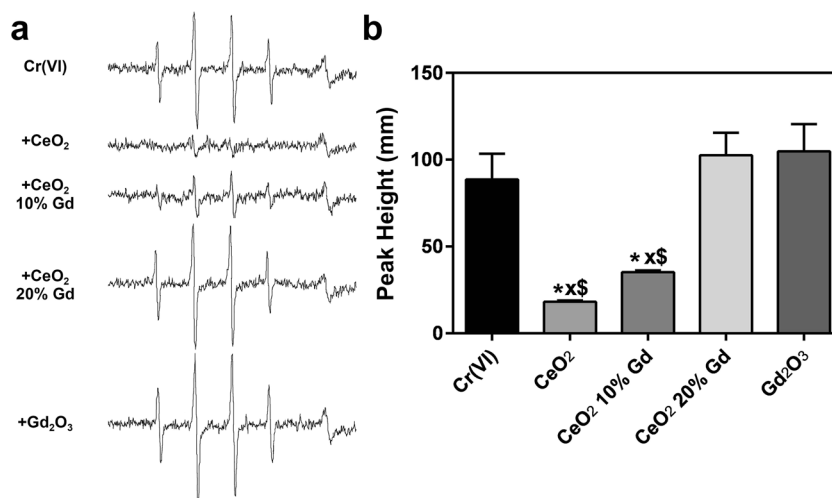 a
Cr(VI)
+CeO₂
+CeO₂
10% Gd
+CeO₂
20% Gd
+Gd₂O₃
b
Peak Height (mm)
150
100
50
0
* x$
* x$
Cr(VI)
CeO₂
CeO₂ 10% Gd
CeO₂ 20% Gd
Gd₂O₃